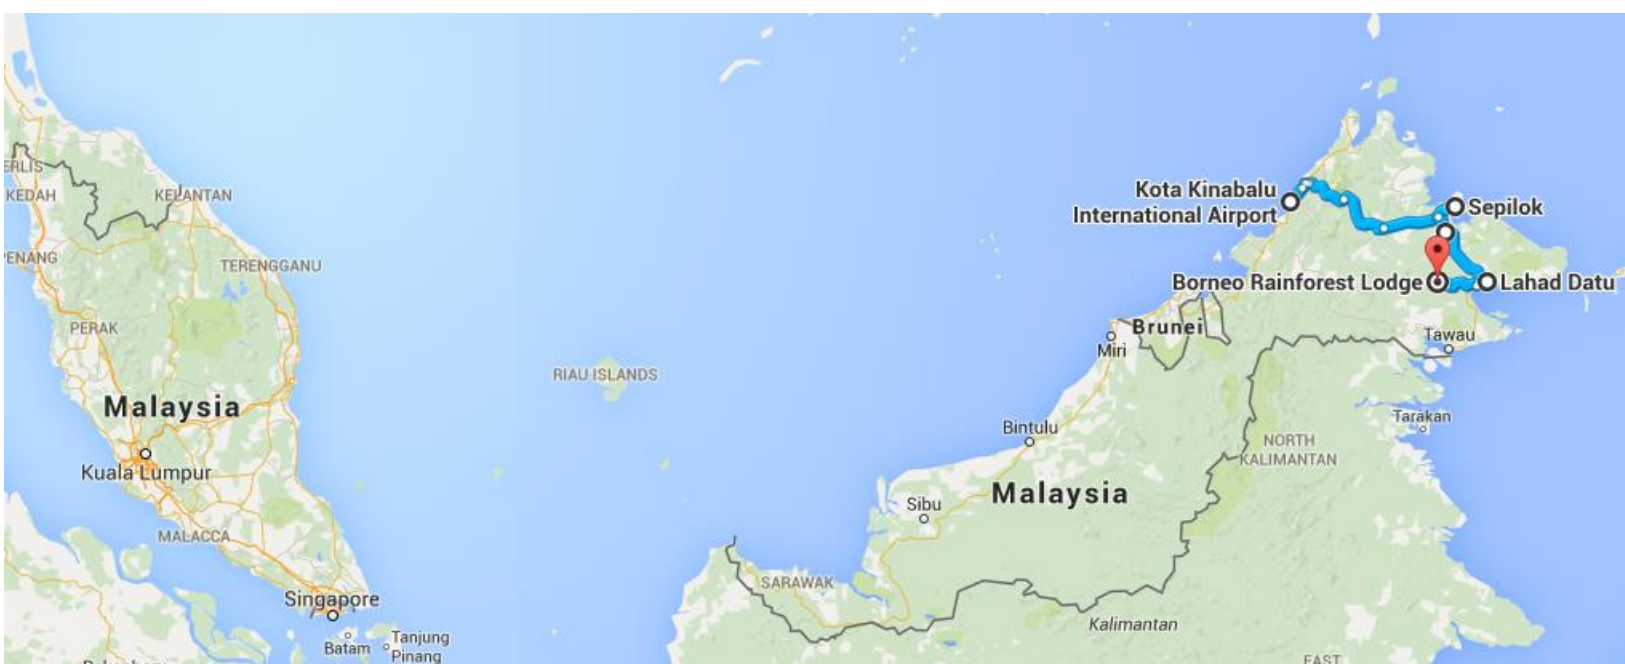 ERLIS
KEDAH
KELANTAN
PENANG
TERENGGANU
PERAK
Malaysia
Kuala Lumpur
MALACCA
Singapore
Batam
Tanjung
Pinang
RIAU ISLANDS
Kota Kinabalu
International Airport
Sepilok
Borneo Rainforest Lodge
Lahad Datu
Brunei
Miri
Tawau
Tarakan
Bintulu
NORTH
KALIMANTAN
Sibu
Malaysia
SARAWAK
Kalimantan
EAST